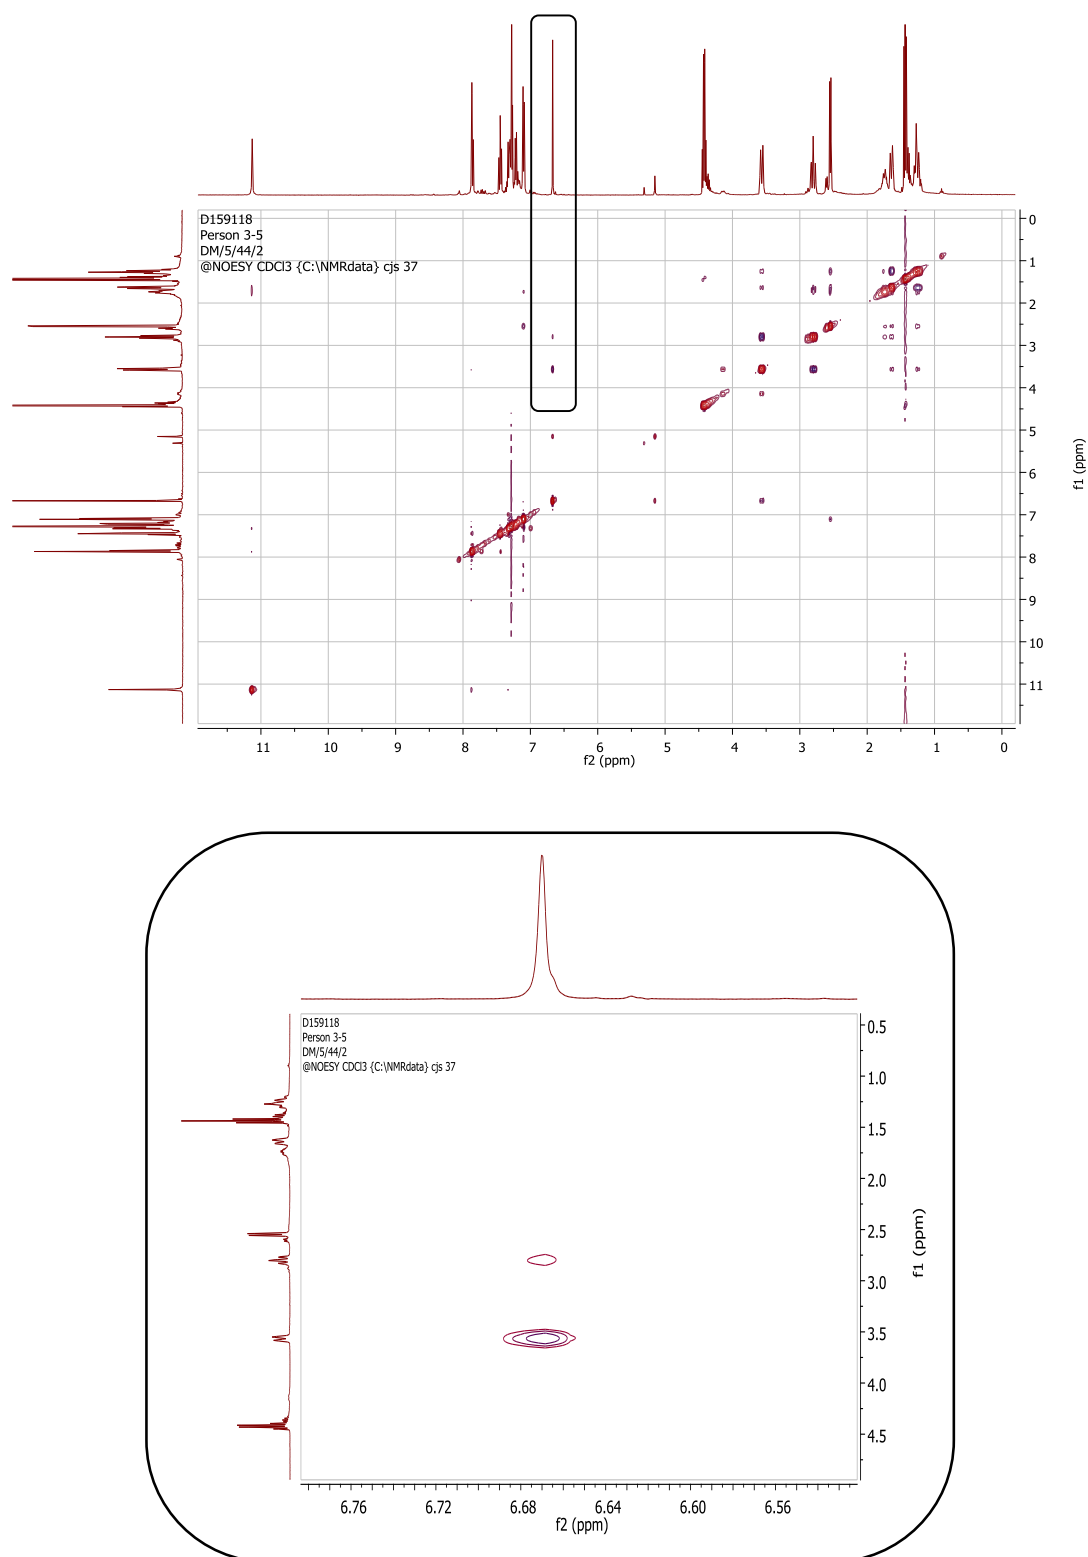 D159118
Person 3-5
DM/5/44/2
@NOESY CDCl3 {C:\NMRdata} cjs 37
0
1
2
3
4
5
6
7
8
9
10
11
f1 (ppm)
11 10 9 8 7 6 5 4 3 2 1 0
f2 (ppm)
D159118
Person 3-5
DM/5/44/2
@NOESY CDCl3 {C:\NMRdata} cjs 37
0.5
1.0
1.5
2.0
2.5
3.0
3.5
4.0
4.5
f1 (ppm)
6.76 6.72 6.68 6.64 6.60 6.56
f2 (ppm)